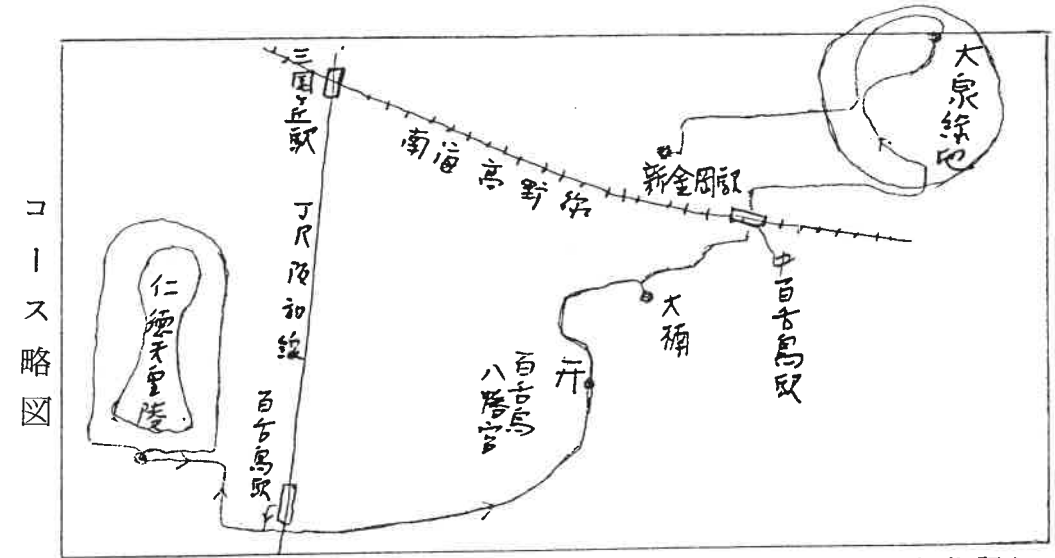 コース略図
三国丘駅
南海高野線
JR阪和線
仁徳天皇陵
百舌鳥駅
百舌鳥
八幡宮
大楠
中百舌鳥駅
新金岡駅
大泉緑地